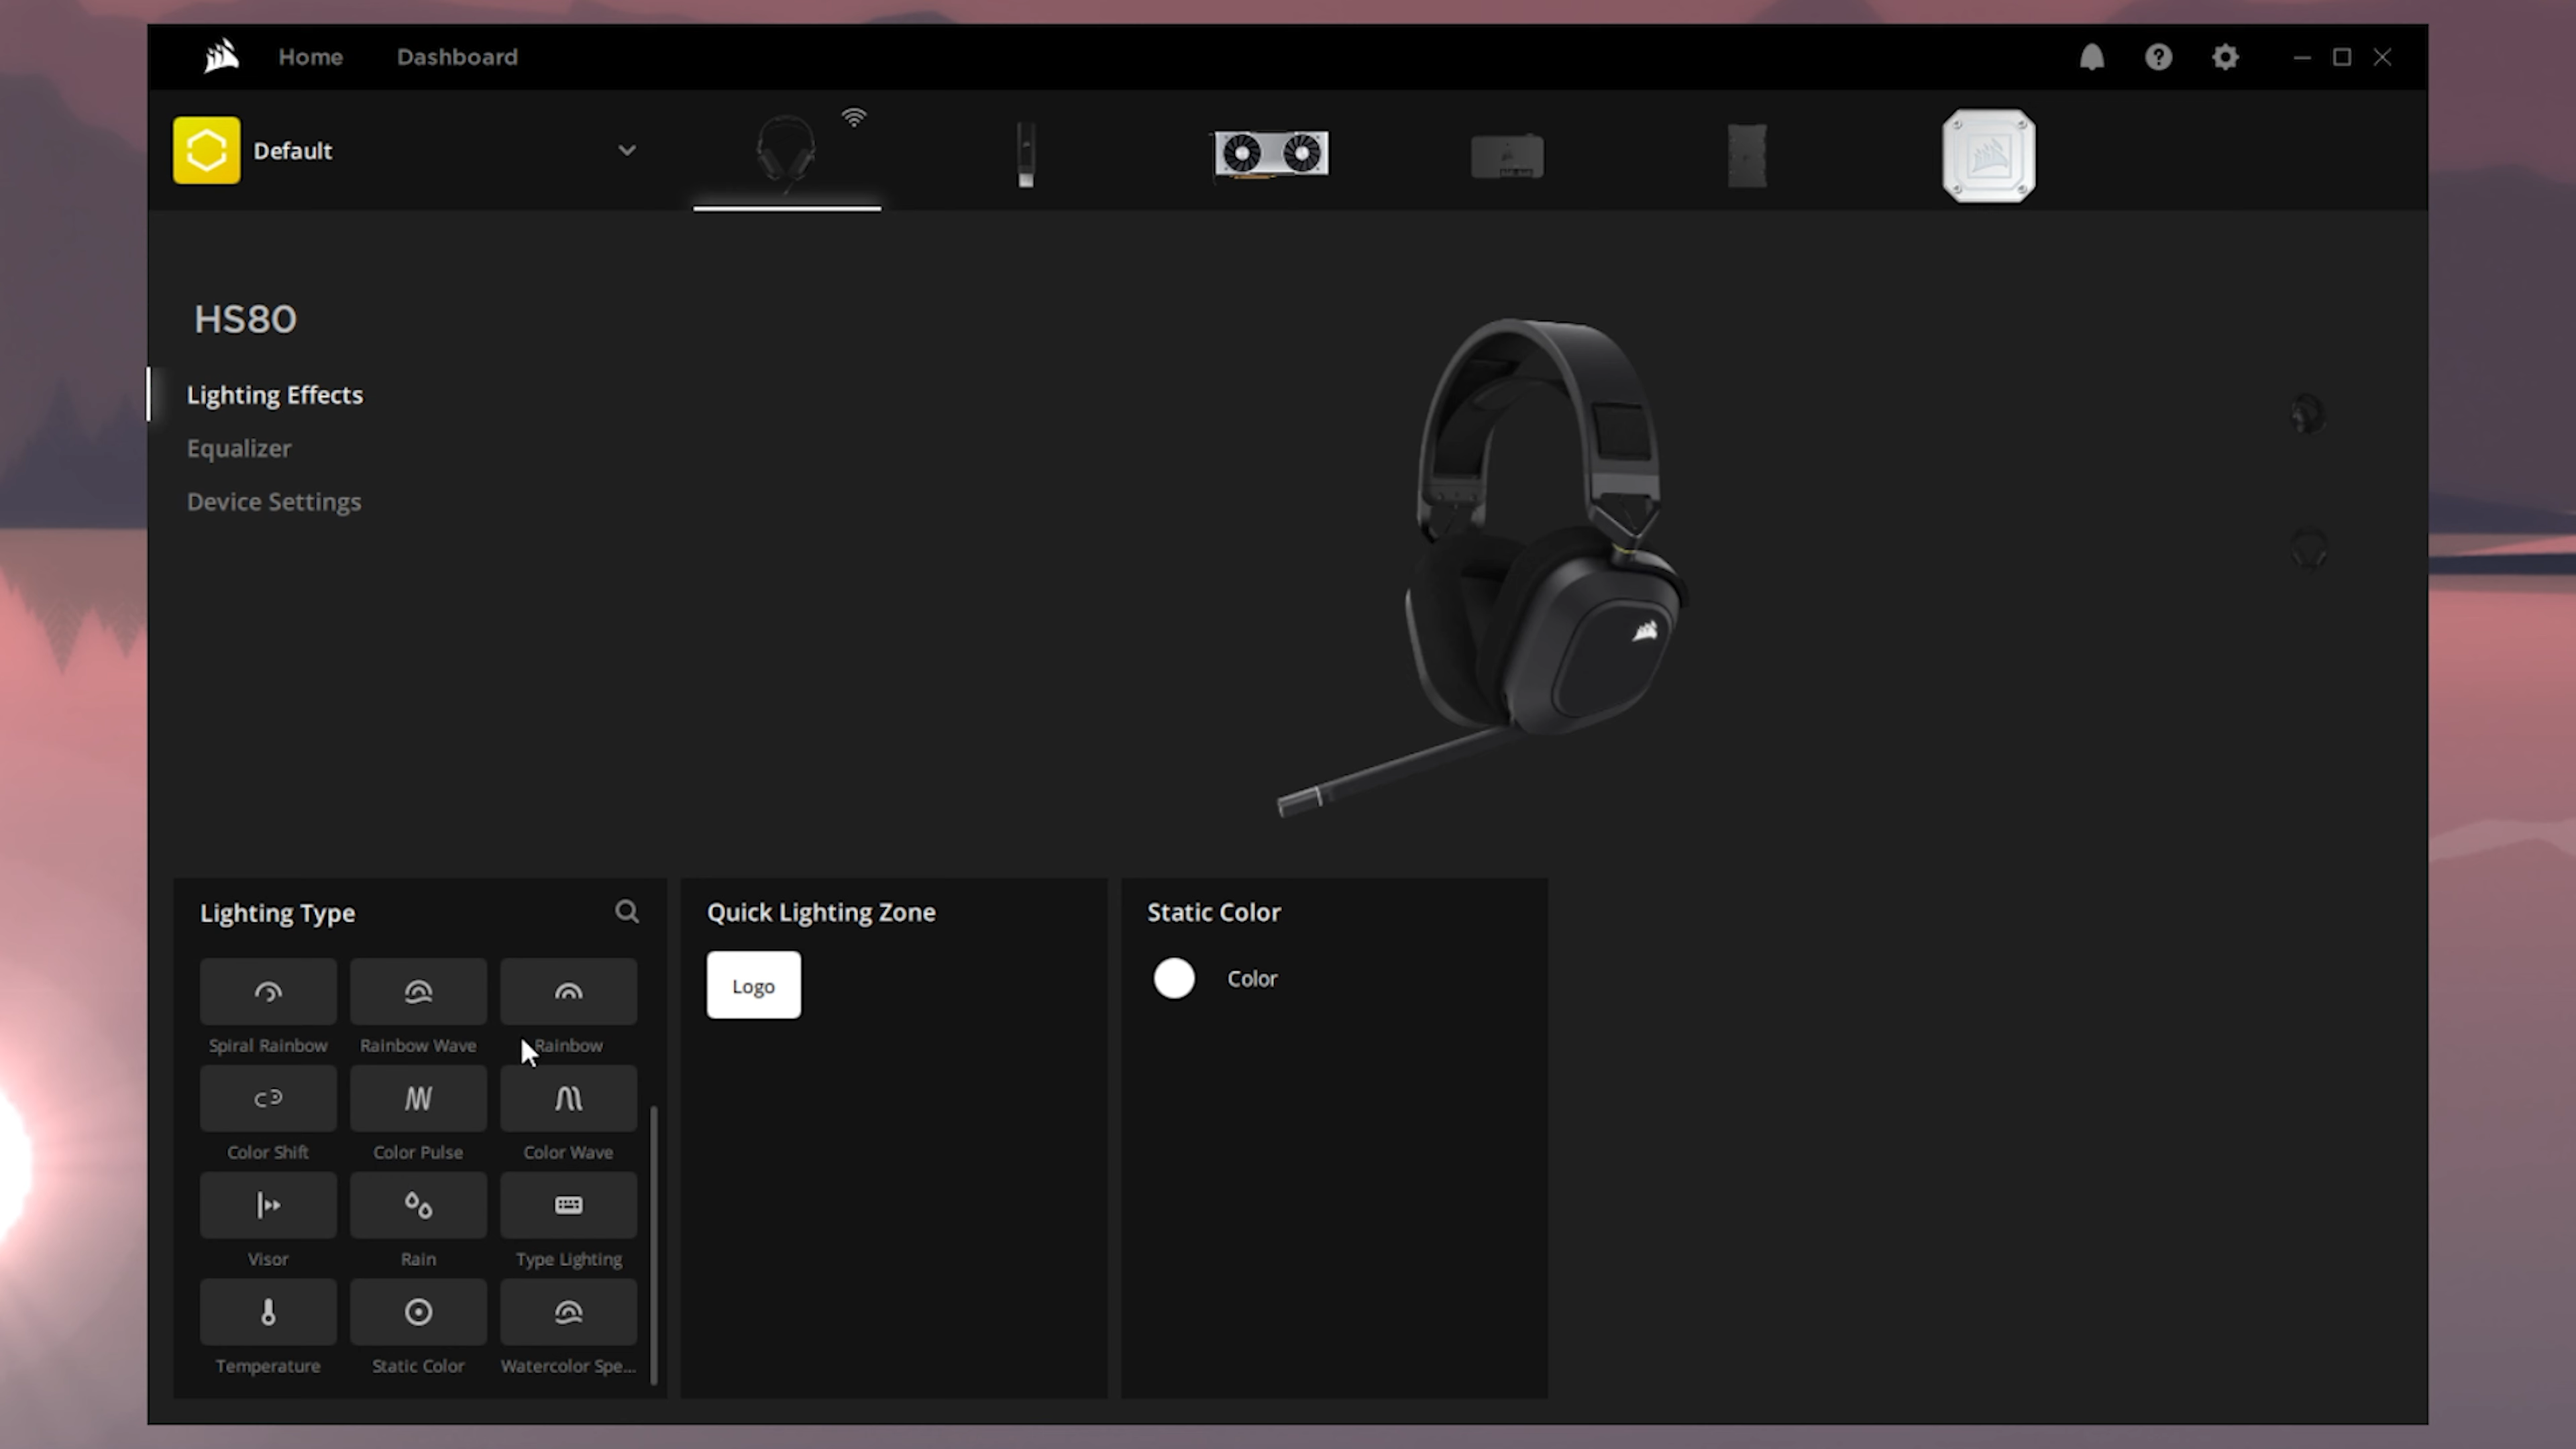 Home Dashboard
Default
HS80
Lighting Effects
Equalizer
Device Settings
Lighting Type
Spiral Rainbow Rainbow Wave Rainbow
Color Shift Color Pulse Color Wave
Visor Rain Type Lighting
Temperature Static Color Watercolor Spe...
Quick Lighting Zone
Logo
Static Color
Color